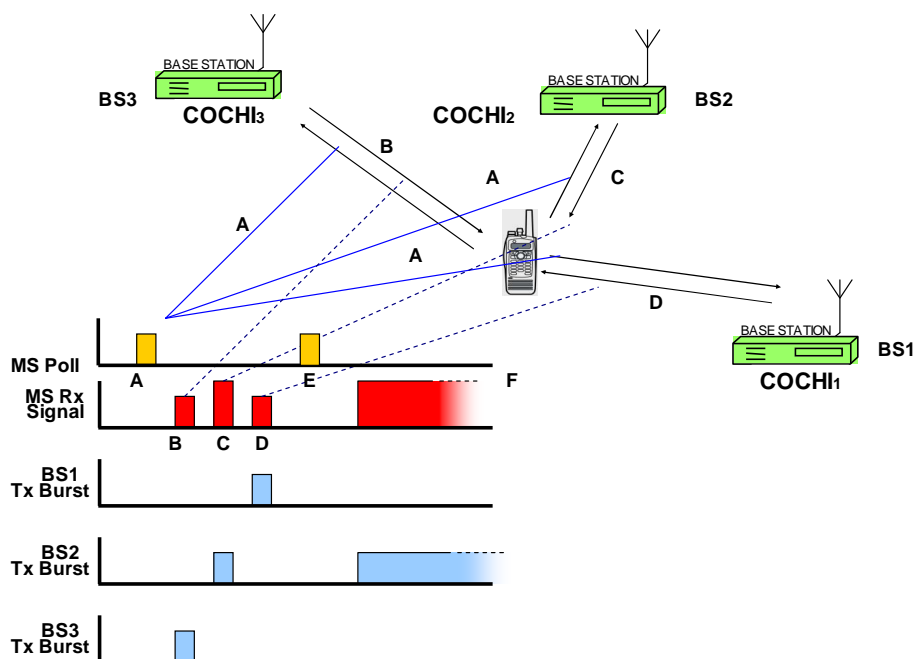 BASE STATION
BS3
COCHI3
BASE STATION
BS2
COCHI2
B
A
C
A
A
D
BASE STATION
BS1
COCHI1
MS Poll
A
E
F
MS Rx
Signal
B
C
D
BS1
Tx Burst
BS2
Tx Burst
BS3
Tx Burst